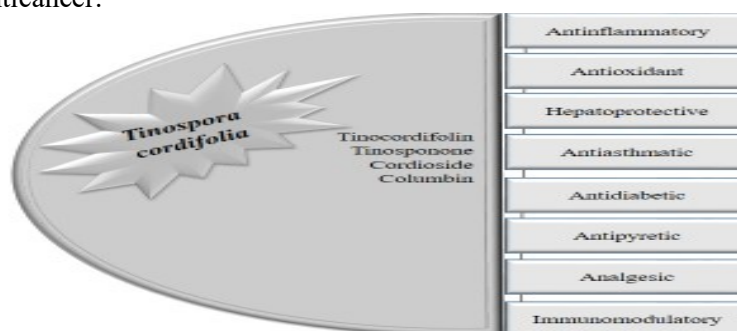 Tinospora
cordifolia
Tinocordifolin
Tinosponone
Cordioside
Columbin
Antinflammatory
Antioxidant
Hepatoprotective
Antiasthmatic
Antidiabetic
Antipyretic
Analgesic
Immunomodulatory